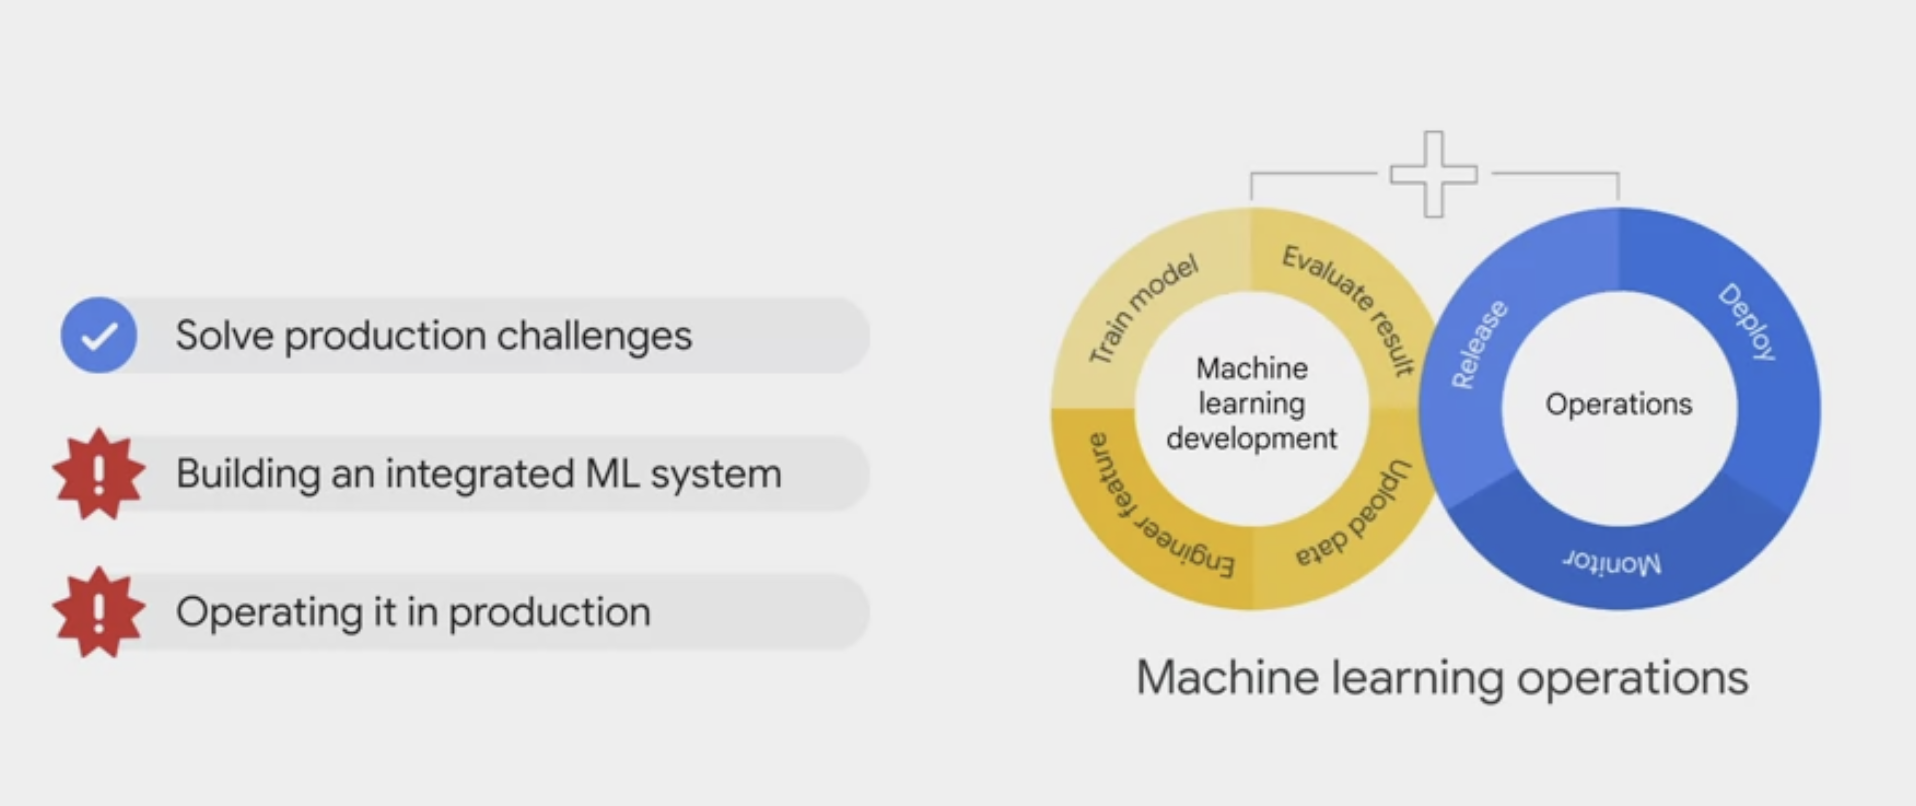 Solve production challenges
Building an integrated ML system
Operating it in production
Train model
Evaluate result
Upload data
Engineer feature
Machine
learning
development
Release
Deploy
Monitor
Operations
Machine learning operations